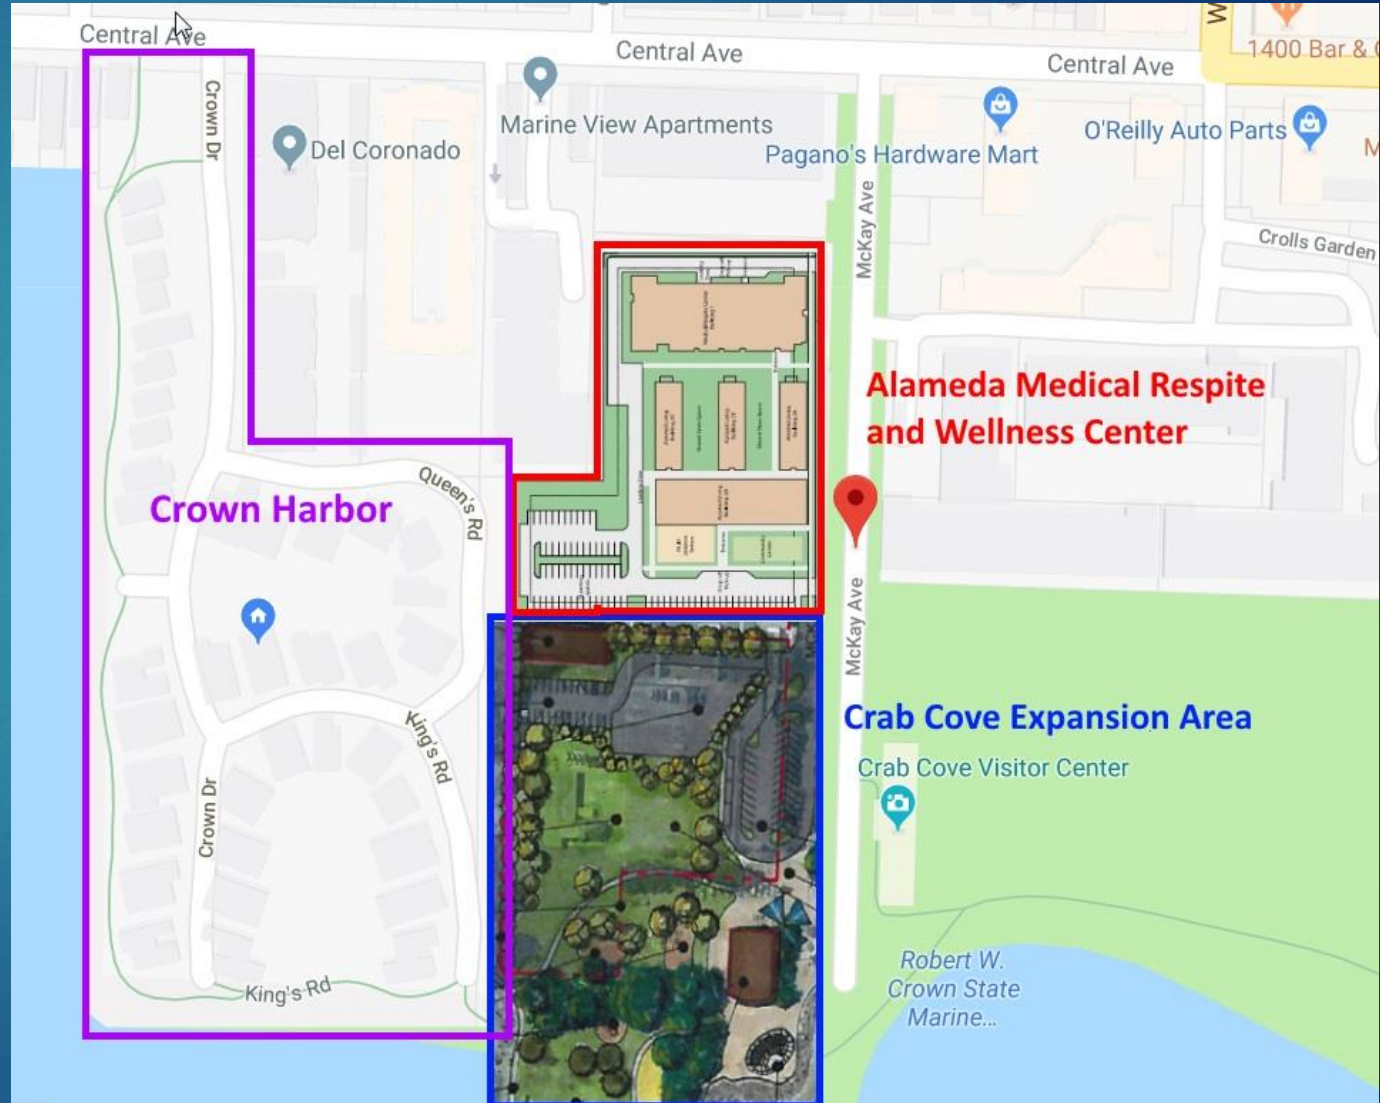 Central Ave
Central Ave
Central Ave
W
1400 Bar &
Crown Dr
Del Coronado
Marine View Apartments
Pagano's Hardware Mart
O'Reilly Auto Parts
M
McKay Ave
Crolls Garden
Alameda Medical Respite
and Wellness Center
Crown Harbor
Queen's Rd
McKay Ave
Crab Cove Expansion Area
Crab Cove Visitor Center
King's Rd
Crown Dr
King's Rd
Robert W.
Crown State
Marine...